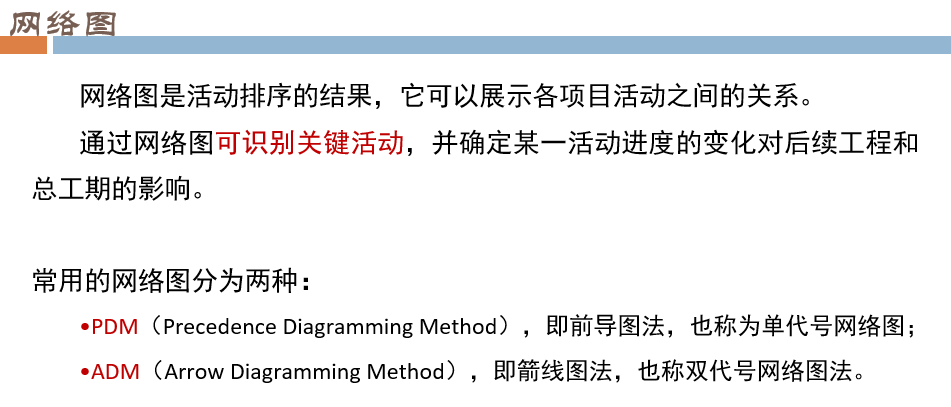 网络图
网络图是活动排序的结果，它可以展示各项目活动之间的关系。
通过网络图可识别关键活动，并确定某一活动进度的变化对后续工程和
总工期的影响。
常用的网络图分为两种：
•PDM（Precedence Diagramming Method），即前导图法，也称为单代号网络图；
•ADM（Arrow Diagramming Method），即箭线图法，也称双代号网络图法。